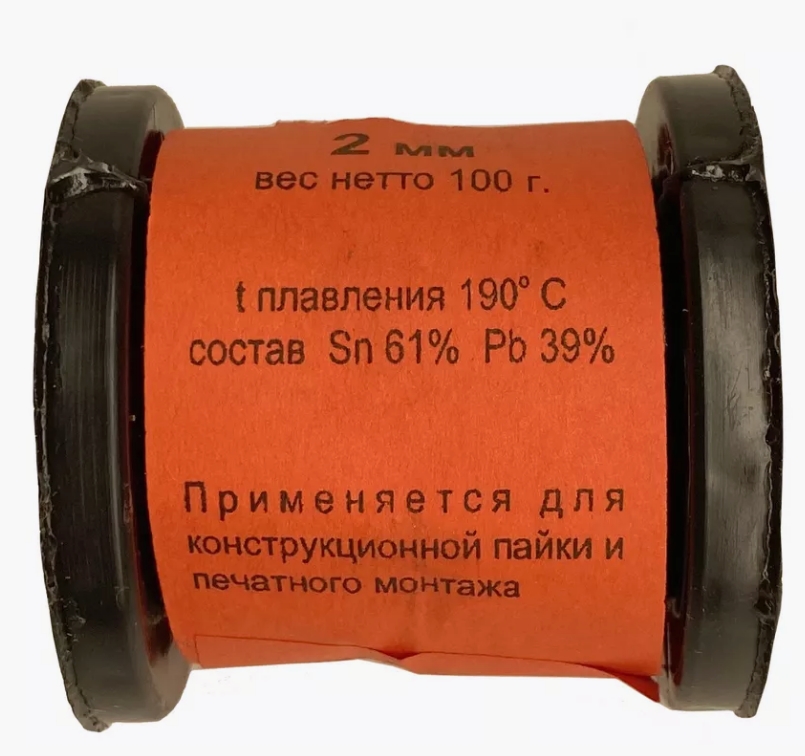 2 мм
вес нетто 100 г.
t плавления 190° С
состав Sn 61% Pb 39%
Применяется для
конструкционной пайки и
печатного монтажа